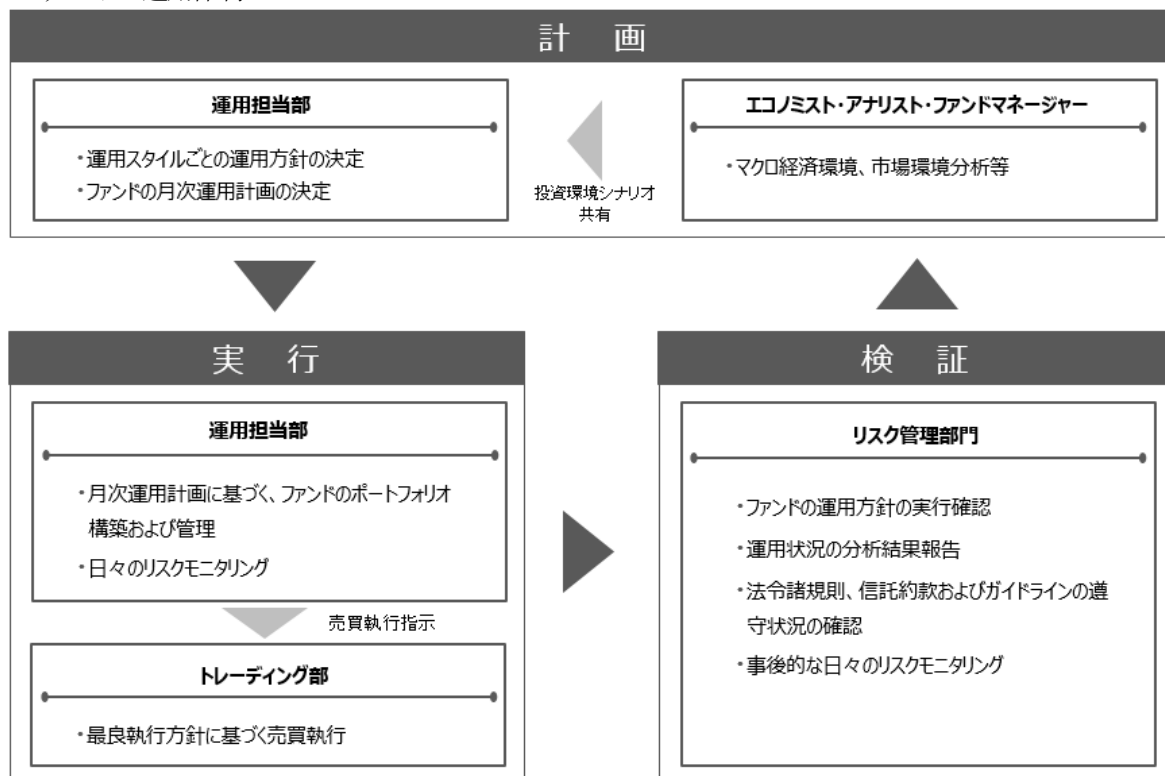 計 画
運用担当部
・運用スタイルごとの運用方針の決定
・ファンドの月次運用計画の決定
投資環境シナリオ
共有
エコノミスト・アナリスト・ファンドマネージャー
・マクロ経済環境、市場環境分析等
実 行
運用担当部
・月次運用計画に基づく、ファンドのポートフォリオ
構築および管理
・日々のリスクモニタリング
売買執行指示
トレーディング部
・最良執行方針に基づく売買執行
検 証
リスク管理部門
・ファンドの運用方針の実行確認
・運用状況の分析結果報告
・法令諸規則、信託約款およびガイドラインの遵
守状況の確認
・事後的な日々のリスクモニタリング